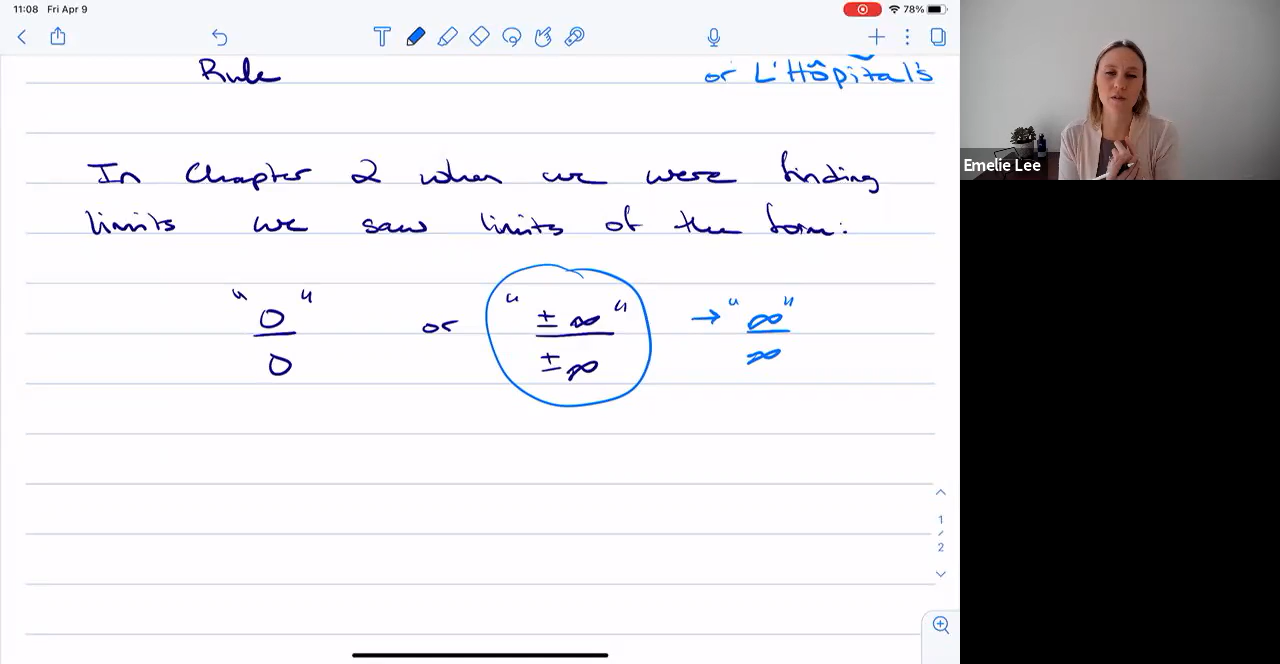 11:08 Fri Apr 9 78%
Rule or L'Hôpital's
In Chapter 2 when we were finding
limits we saw limits of the form:
"0/0" or "±∞/±∞" → "∞/∞"
Emelie Lee
1/2